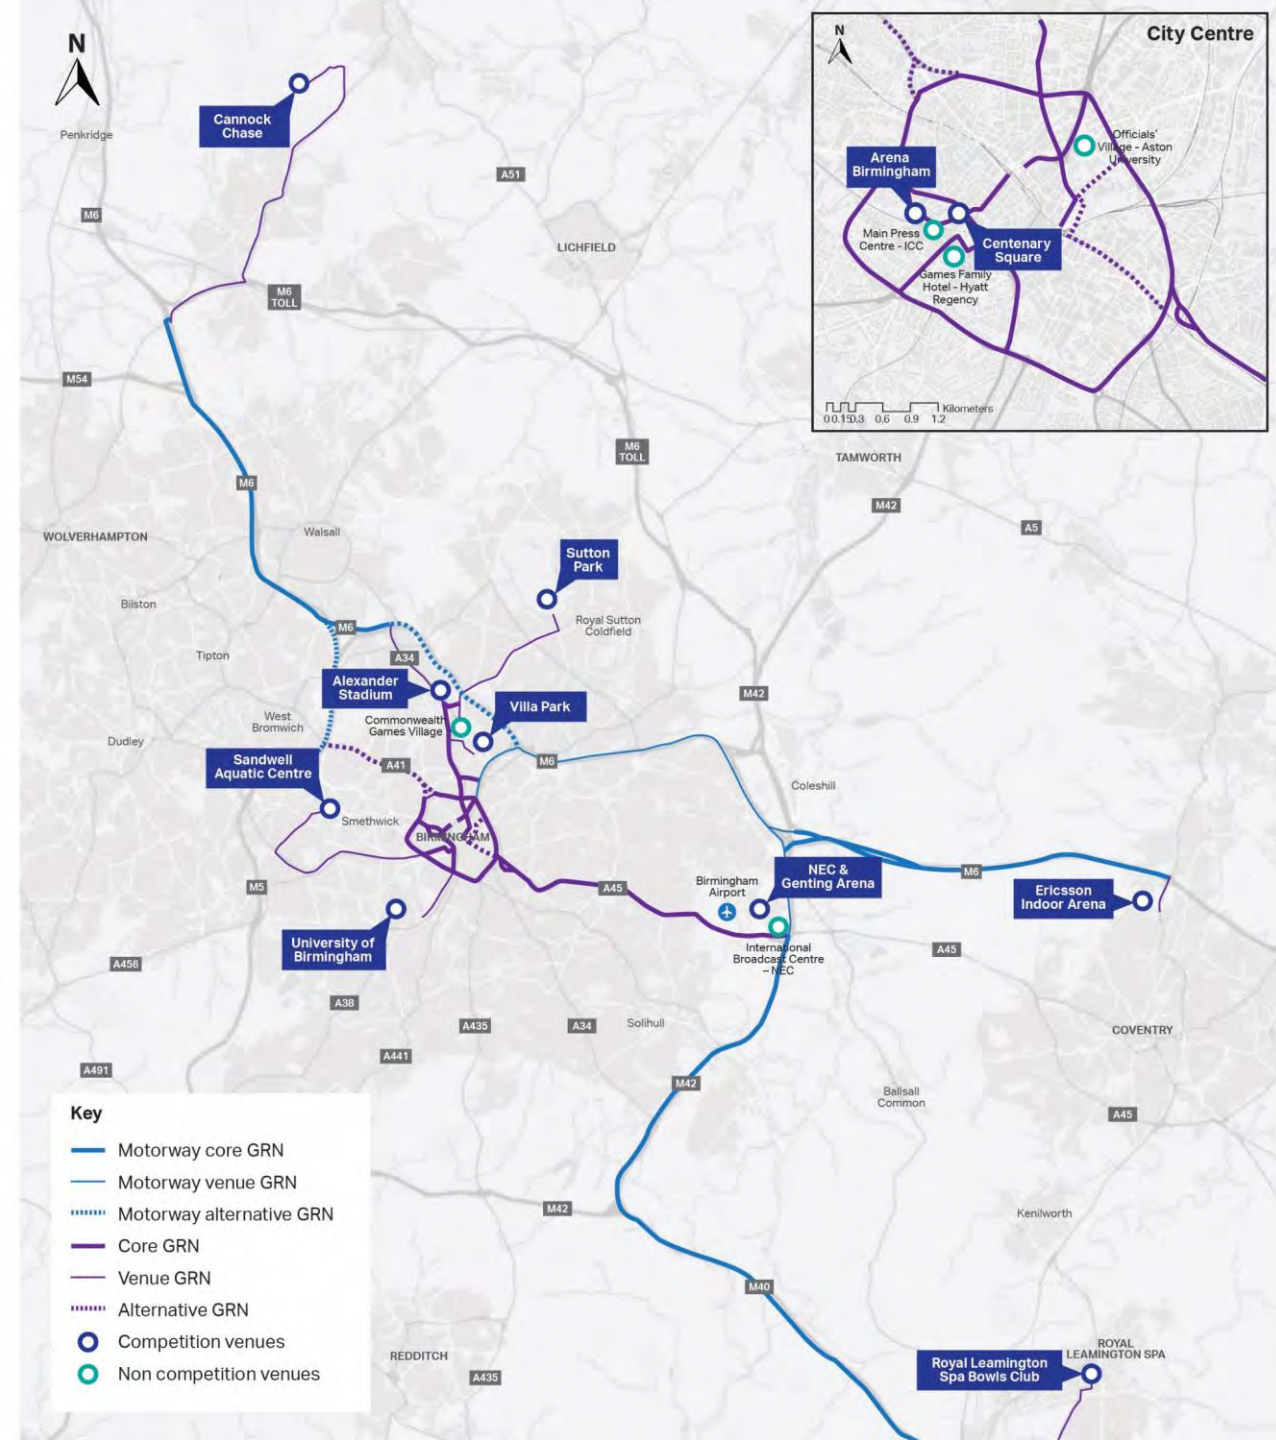 N
Cannock
Chase
Penkridge
A51
M6
LICHFIELD
M6
TOLL
M54
M6
TOLL
TAMWORTH
M42
A5
M6
WOLVERHAMPTON
Walsall
Sutton
Park
Bilston
Royal Sutton
Coldfield
M6
Tipton
A34
Alexander
Stadium
M42
Villa Park
West
Bromwich
Commonwealth
Games Village
Dudley
Sandwell
Aquatic Centre
A41
M6
Coleshill
Smethwick
BIRMINGHAM
M5
A45
Birmingham
Airport
NEC &
Genting Arena
M6
Ericsson
Indoor Arena
University of
Birmingham
International
Broadcast Centre
– NEC
A45
A456
A38
A435
A34
Solihull
COVENTRY
A441
A491
M42
Ballsall
Common
A45
M42
Kenilworth
M40
REDDITCH
A435
ROYAL
LEAMINGTON SPA
Royal Leamington
Spa Bowls Club
City Centre
N
Officials'
Village - Aston
University
Arena
Birmingham
Main Press
Centre - ICC
Centenary
Square
Games Family
Hotel - Hyatt
Regency
Kilometers
0 0.15 0.3 0.6 0.9 1.2
Key
Motorway core GRN
Motorway venue GRN
Motorway alternative GRN
Core GRN
Venue GRN
Alternative GRN
Competition venues
Non competition venues